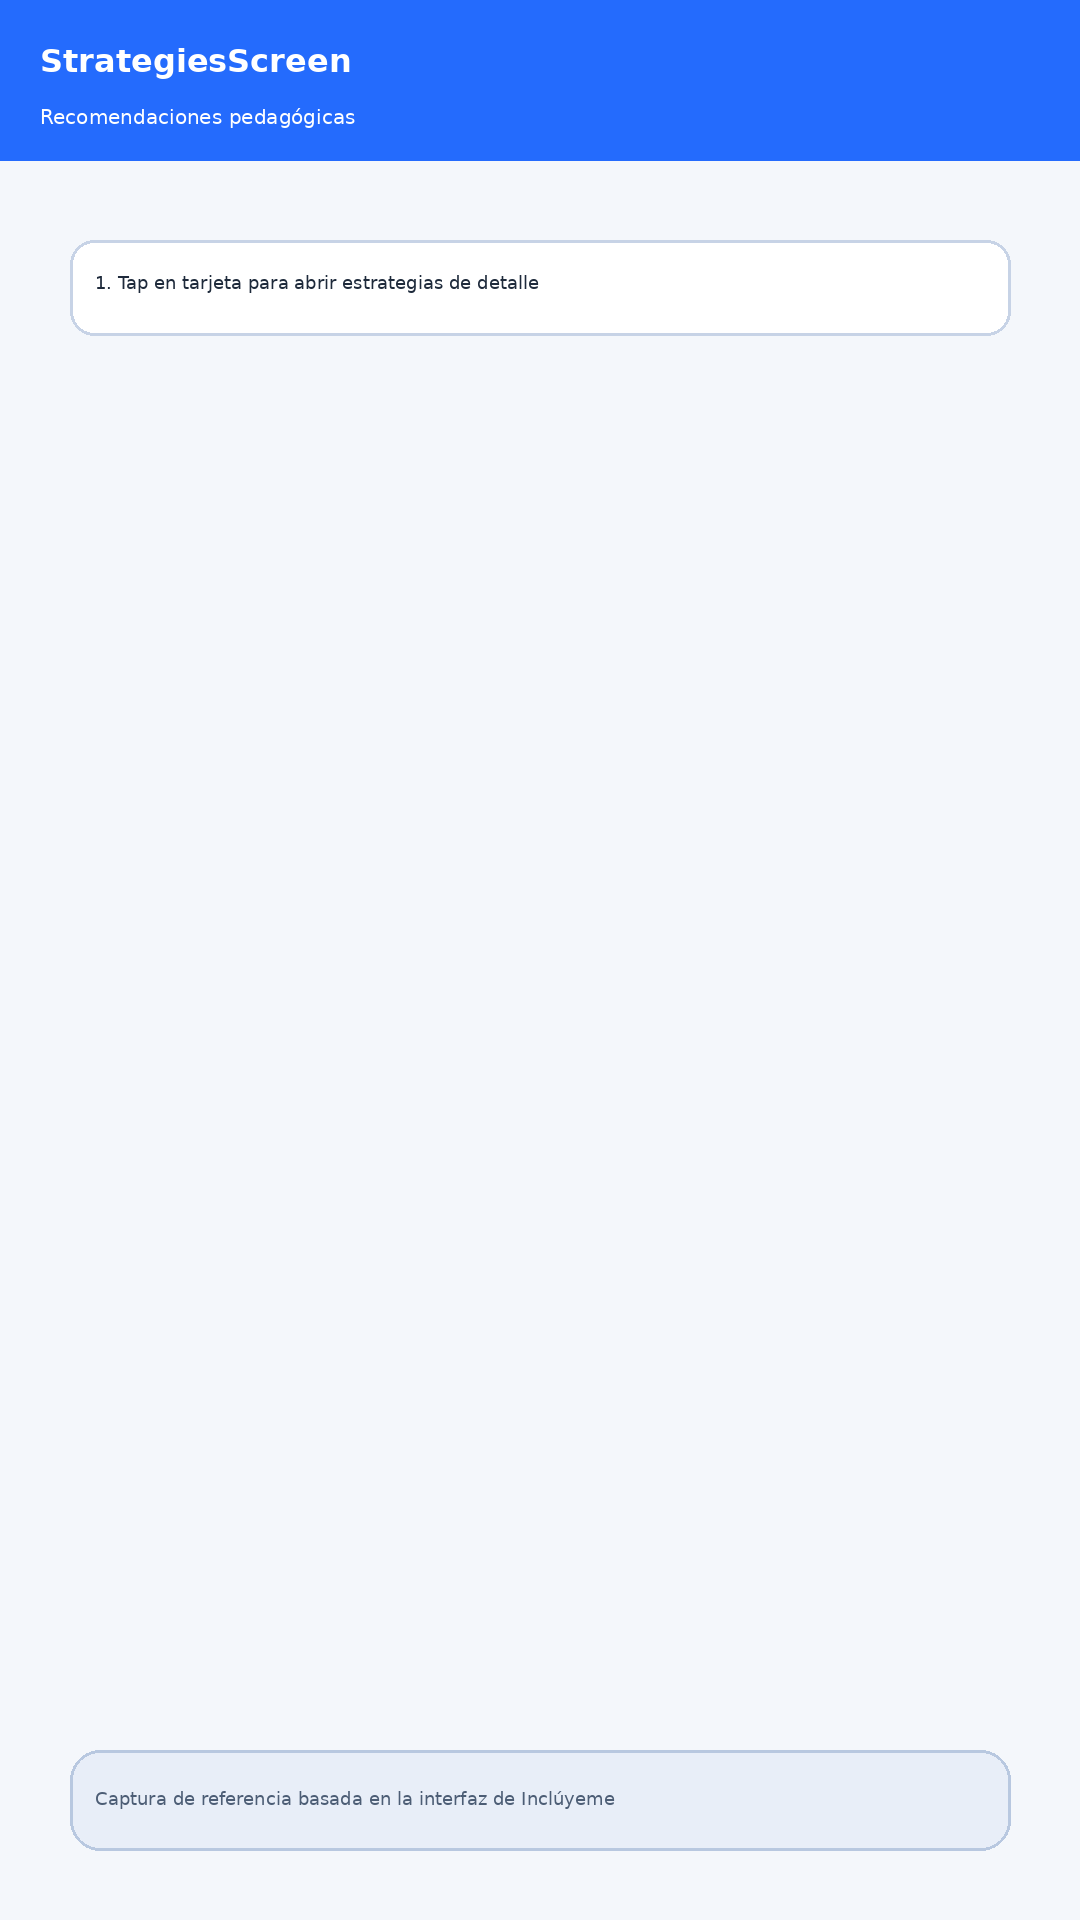 StrategiesScreen
Recomendaciones pedagógicas
1. Tap en tarjeta para abrir estrategias de detalle
Captura de referencia basada en la interfaz de Inclúyeme